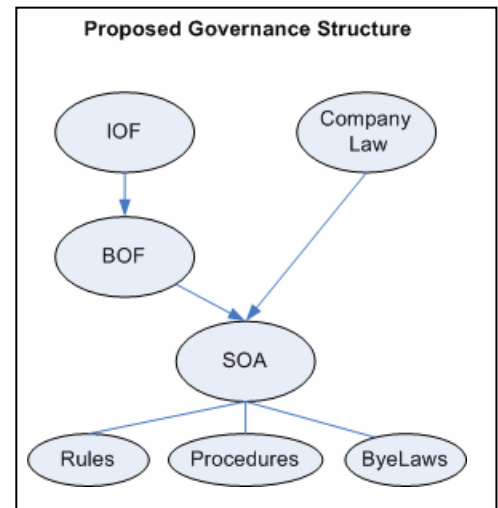 Proposed Governance Structure
IOF
Company
Law
BOF
SOA
Rules
Procedures
ByeLaws